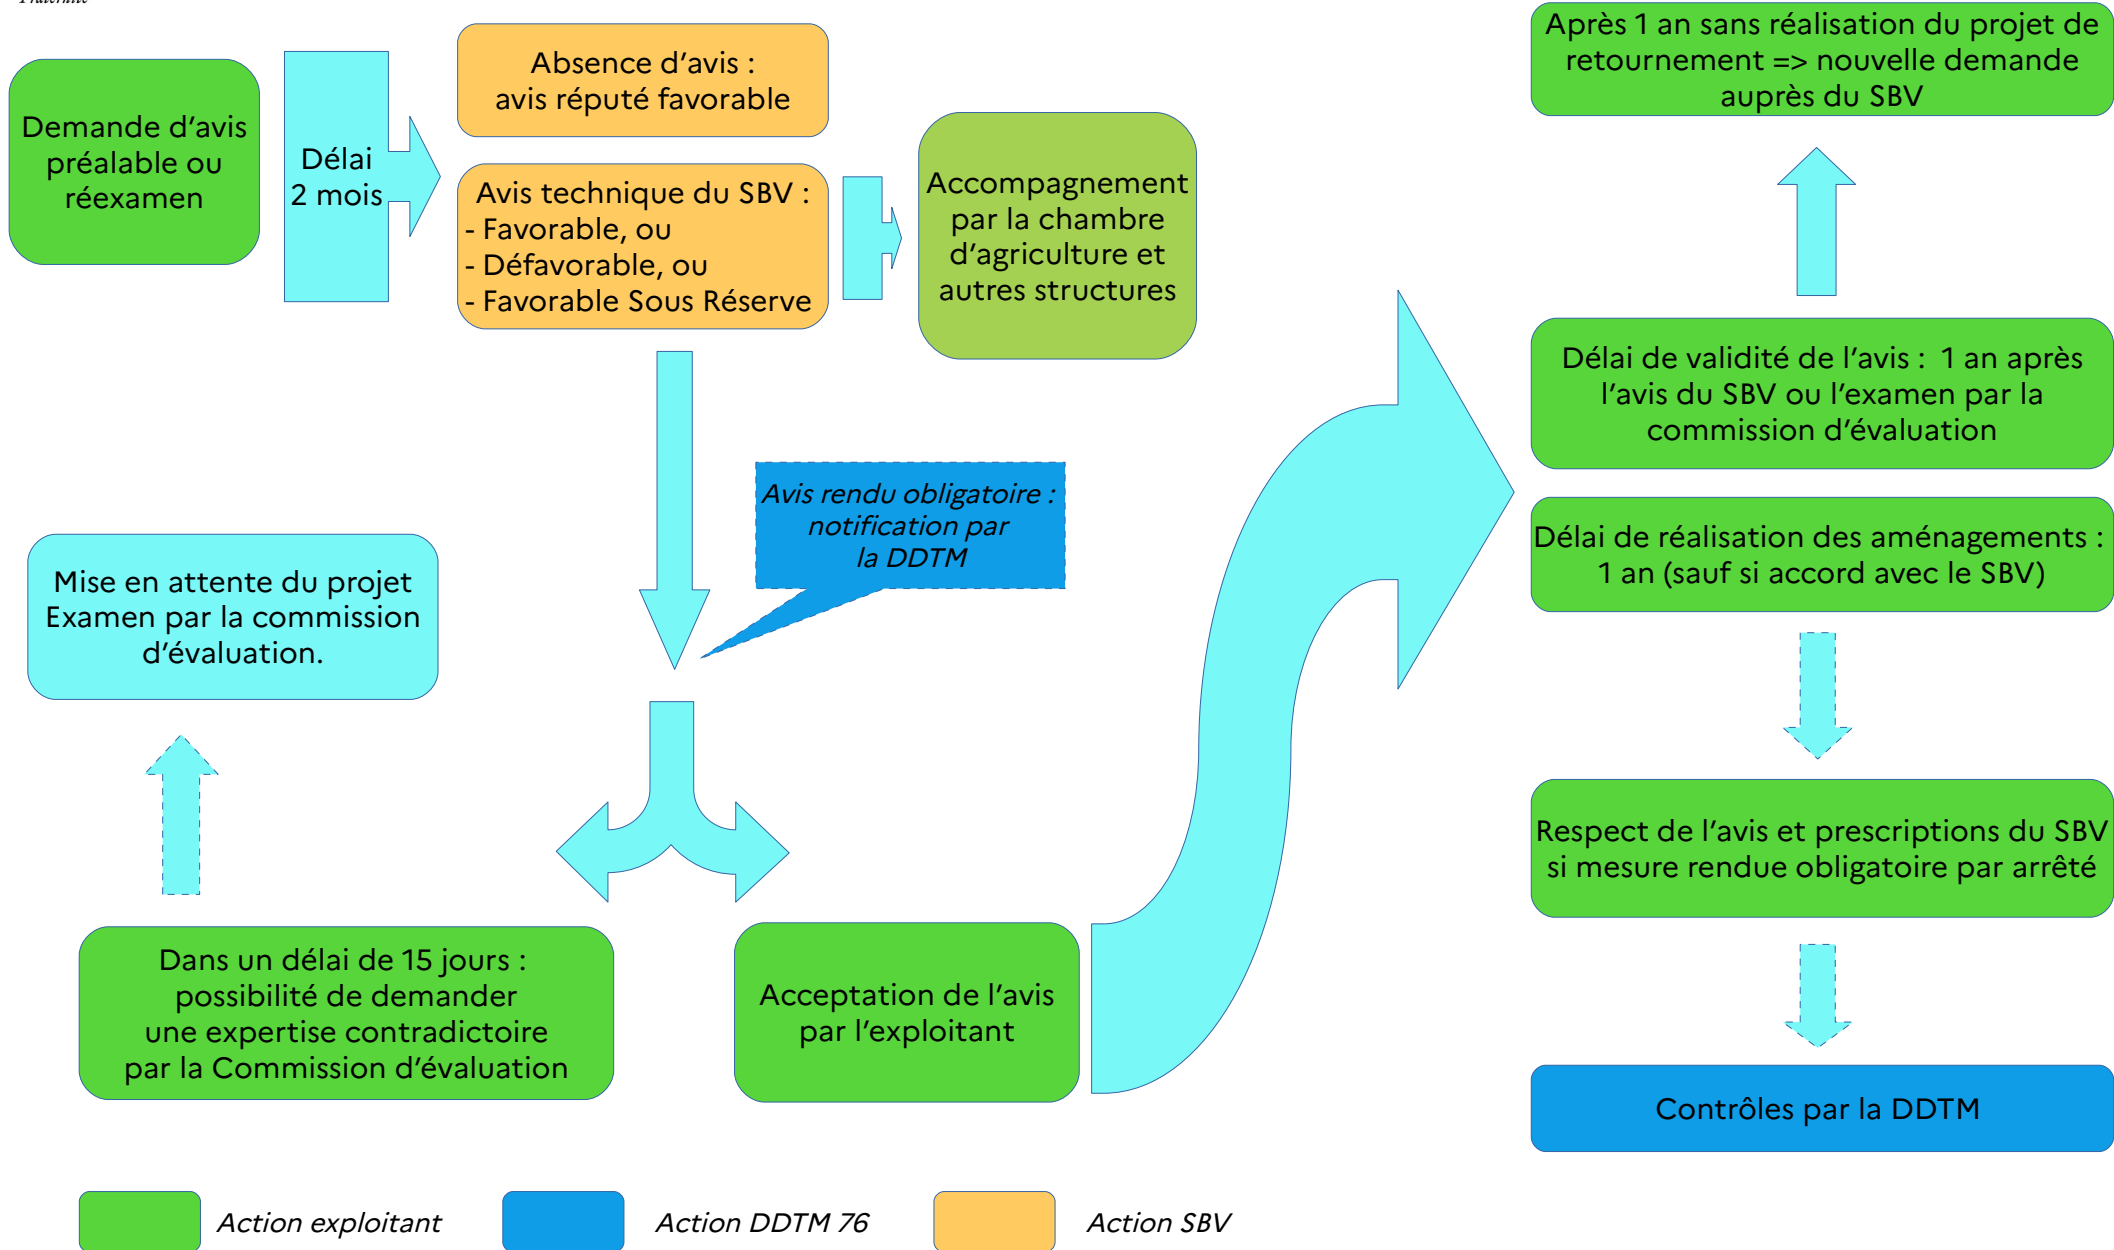 Fraternité
Demande d'avis
préalable ou
réexamen
Délai
2 mois
Absence d'avis :
avis réputé favorable
Avis technique du SBV :
- Favorable, ou
- Défavorable, ou
- Favorable Sous Réserve
Accompagnement
par la chambre
d'agriculture et
autres structures
Avis rendu obligatoire :
notification par
la DDTM
Mise en attente du projet
Examen par la commission
d'évaluation.
Dans un délai de 15 jours :
possibilité de demander
une expertise contradictoire
par la Commission d'évaluation
Acceptation de l'avis
par l'exploitant
Après 1 an sans réalisation du projet de
retournement => nouvelle demande
auprès du SBV
Délai de validité de l'avis : 1 an après
l'avis du SBV ou l'examen par la
commission d'évaluation
Délai de réalisation des aménagements :
1 an (sauf si accord avec le SBV)
Respect de l'avis et prescriptions du SBV
si mesure rendue obligatoire par arrêté
Contrôles par la DDTM
Action exploitant
Action DDTM 76
Action SBV